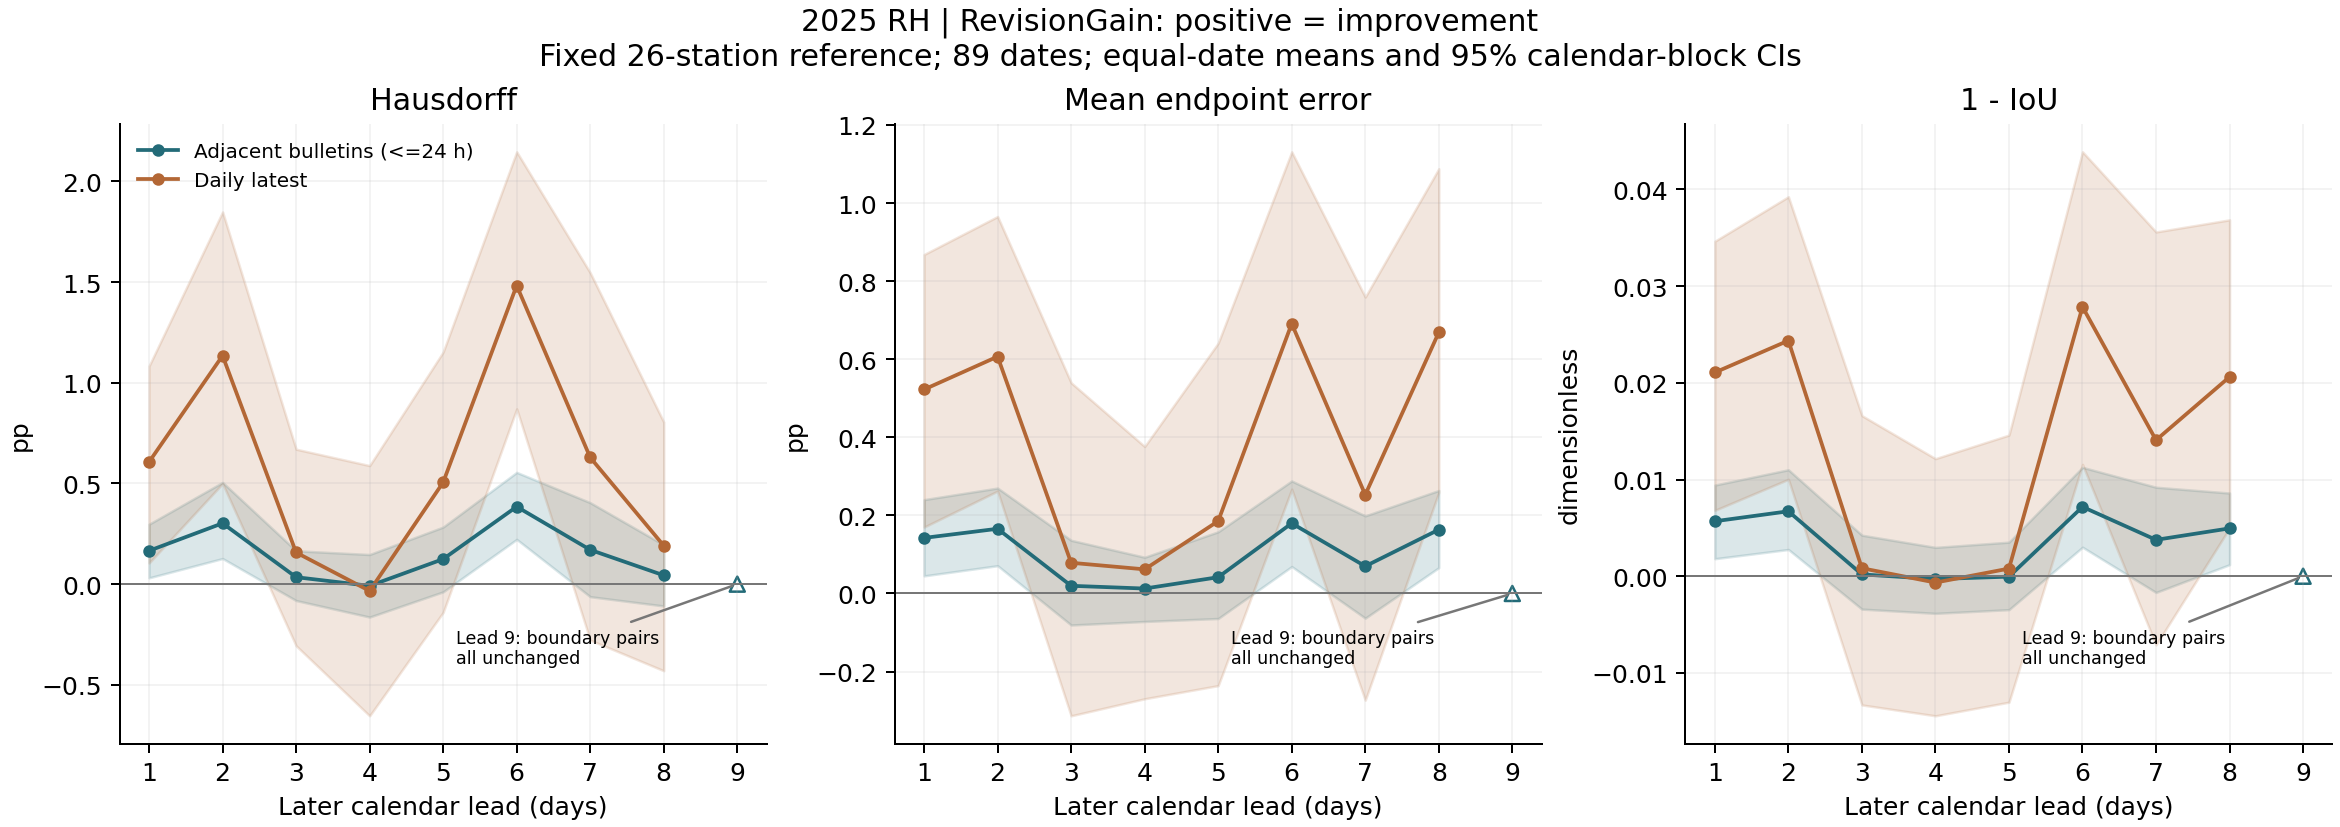 2025 RH | RevisionGain: positive = improvement
Fixed 26-station reference; 89 dates; equal-date means and 95% calendar-block CIs
Hausdorff
Adjacent bulletins (<=24 h)
Daily latest
pp
2.0
1.5
1.0
0.5
0.0
−0.5
Lead 9: boundary pairs
all unchanged
1 2 3 4 5 6 7 8 9
Later calendar lead (days)
Mean endpoint error
pp
1.2
1.0
0.8
0.6
0.4
0.2
0.0
−0.2
Lead 9: boundary pairs
all unchanged
1 2 3 4 5 6 7 8 9
Later calendar lead (days)
1 - IoU
dimensionless
0.04
0.03
0.02
0.01
0.00
−0.01
Lead 9: boundary pairs
all unchanged
1 2 3 4 5 6 7 8 9
Later calendar lead (days)